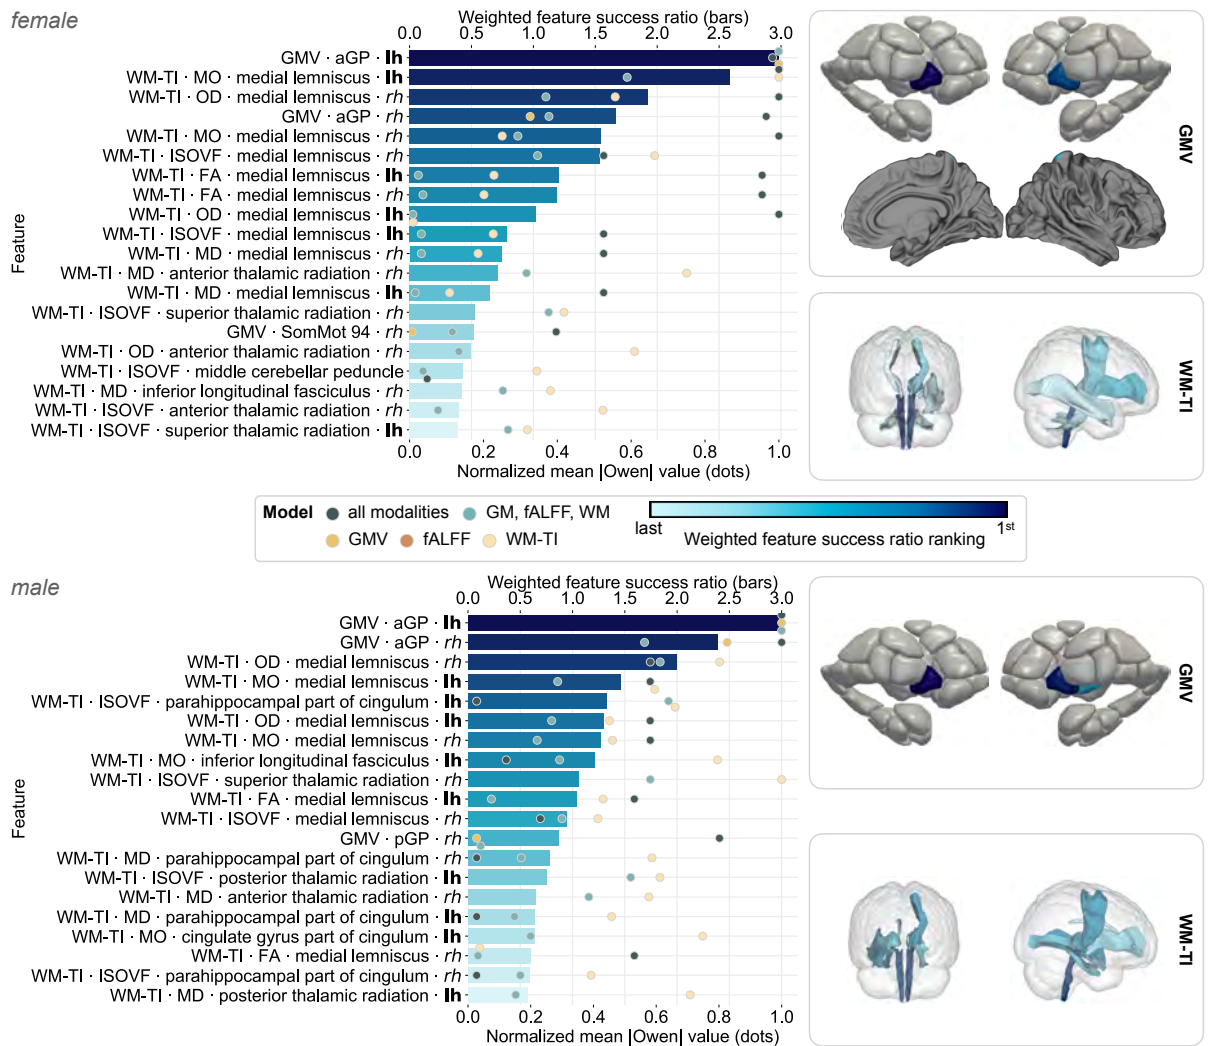 female
Weighted feature success ratio (bars)
0.0 0.5 1.0 1.5 2.0 2.5 3.0
Feature
GMV · aGP · lh
WM-TI · MO · medial lemniscus · lh
WM-TI · OD · medial lemniscus · rh
GMV · aGP · rh
WM-TI · MO · medial lemniscus · rh
WM-TI · ISOVF · medial lemniscus · rh
WM-TI · FA · medial lemniscus · lh
WM-TI · FA · medial lemniscus · rh
WM-TI · OD · medial lemniscus · lh
WM-TI · ISOVF · medial lemniscus · lh
WM-TI · MD · medial lemniscus · rh
WM-TI · MD · anterior thalamic radiation · rh
WM-TI · MD · medial lemniscus · lh
WM-TI · ISOVF · superior thalamic radiation · rh
GMV · SomMot 94 · rh
WM-TI · OD · anterior thalamic radiation · rh
WM-TI · ISOVF · middle cerebellar peduncle
WM-TI · MD · inferior longitudinal fasciculus · rh
WM-TI · ISOVF · anterior thalamic radiation · rh
WM-TI · ISOVF · superior thalamic radiation · lh
0.0 0.2 0.4 0.6 0.8 1.0
Normalized mean |Owen| value (dots)
GMV
WM-TI
Model all modalities GM, fALFF, WM
GMV fALFF WM-TI
last 1st
Weighted feature success ratio ranking
male
Weighted feature success ratio (bars)
0.0 0.5 1.0 1.5 2.0 2.5 3.0
Feature
GMV · aGP · lh
GMV · aGP · rh
WM-TI · OD · medial lemniscus · rh
WM-TI · MO · medial lemniscus · lh
WM-TI · ISOVF · parahippocampal part of cingulum · lh
WM-TI · OD · medial lemniscus · lh
WM-TI · MO · medial lemniscus · rh
WM-TI · MO · inferior longitudinal fasciculus · lh
WM-TI · ISOVF · superior thalamic radiation · rh
WM-TI · FA · medial lemniscus · lh
WM-TI · ISOVF · medial lemniscus · rh
GMV · pGP · rh
WM-TI · MD · parahippocampal part of cingulum · rh
WM-TI · ISOVF · posterior thalamic radiation · lh
WM-TI · MD · anterior thalamic radiation · rh
WM-TI · MD · parahippocampal part of cingulum · lh
WM-TI · MO · cingulate gyrus part of cingulum · lh
WM-TI · FA · medial lemniscus · rh
WM-TI · ISOVF · parahippocampal part of cingulum · rh
WM-TI · MD · posterior thalamic radiation · lh
0.0 0.2 0.4 0.6 0.8 1.0
Normalized mean |Owen| value (dots)
GMV
WM-TI